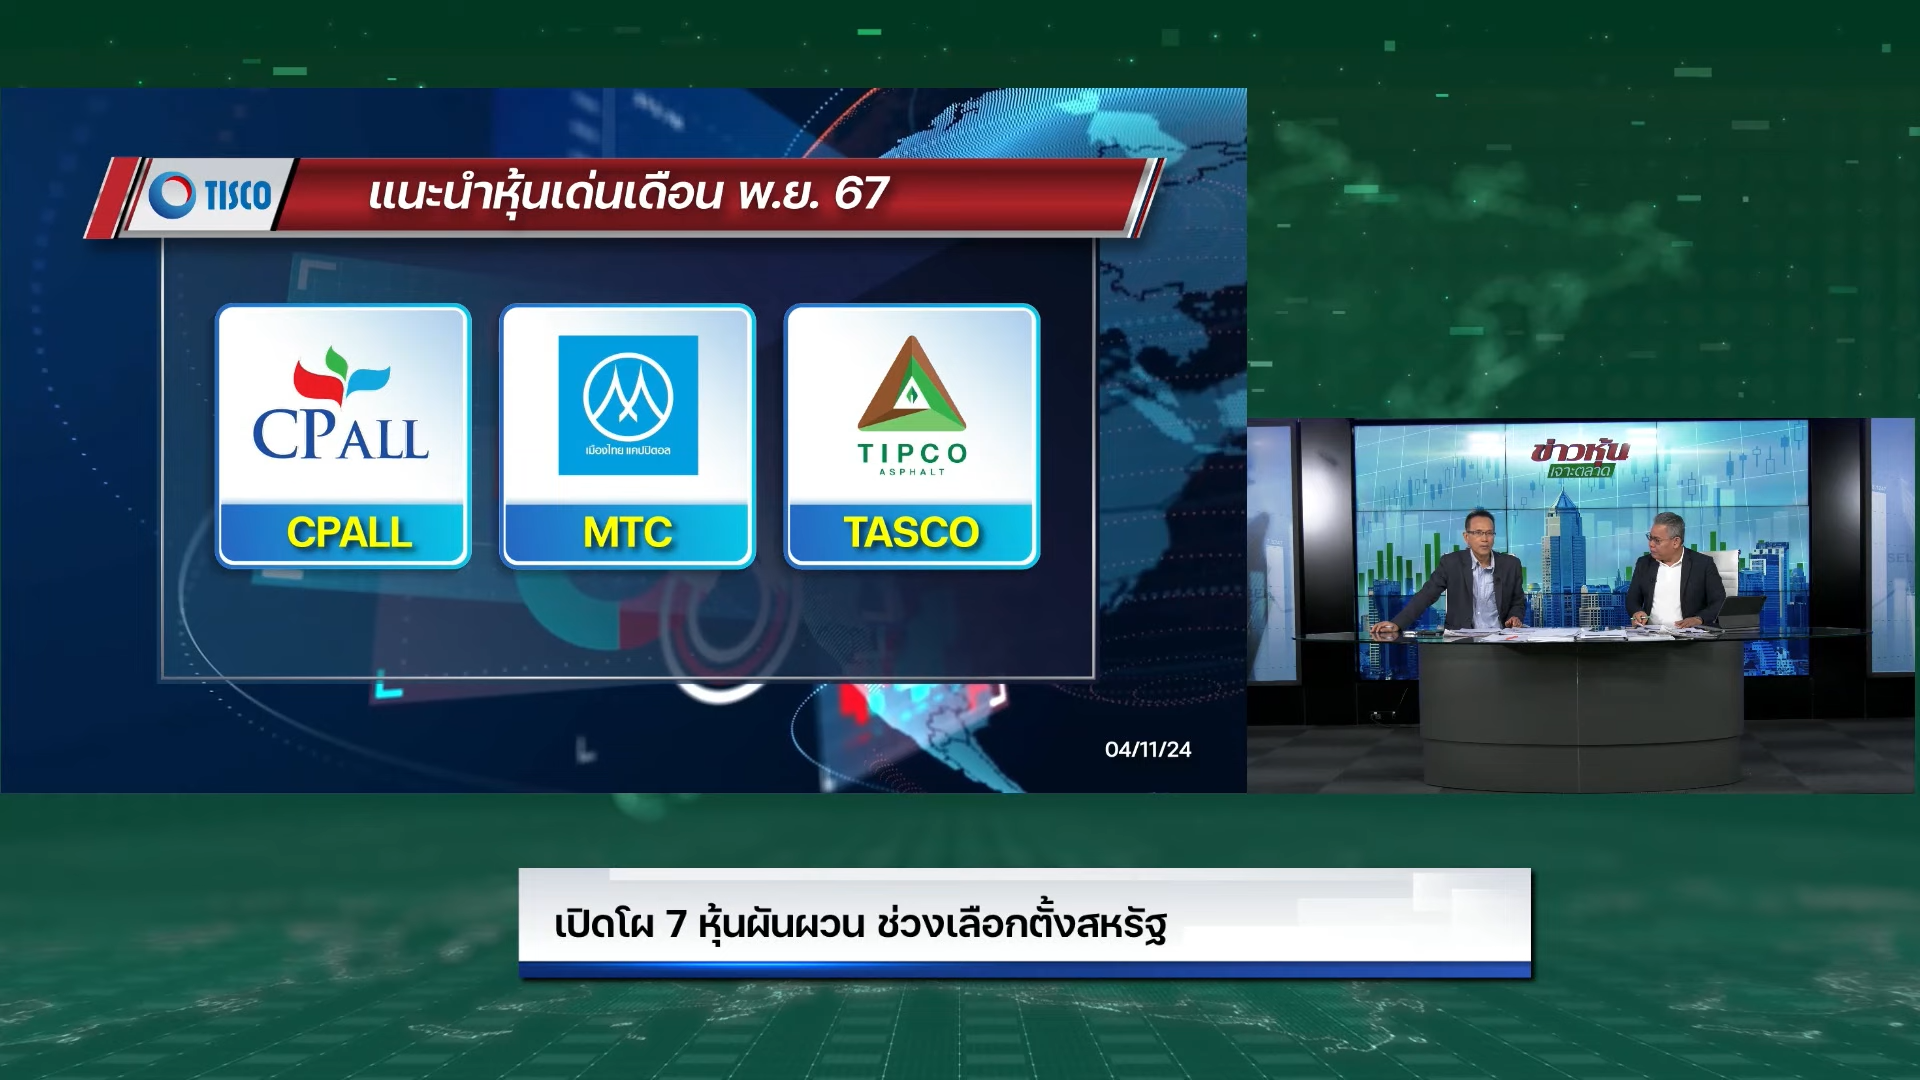 TISCO
แนะนำหุ้นเด่นเดือน พ.ย. 67
CPALL
เมืองไทย แคปปิตอล
TIPCO
ASPHALT
CPALL
MTC
TASCO
04/11/24
ข่าวหุ้น
เจาะตลาด
เปิดโผ 7 หุ้นผันผวน ช่วงเลือกตั้งสหรัฐ